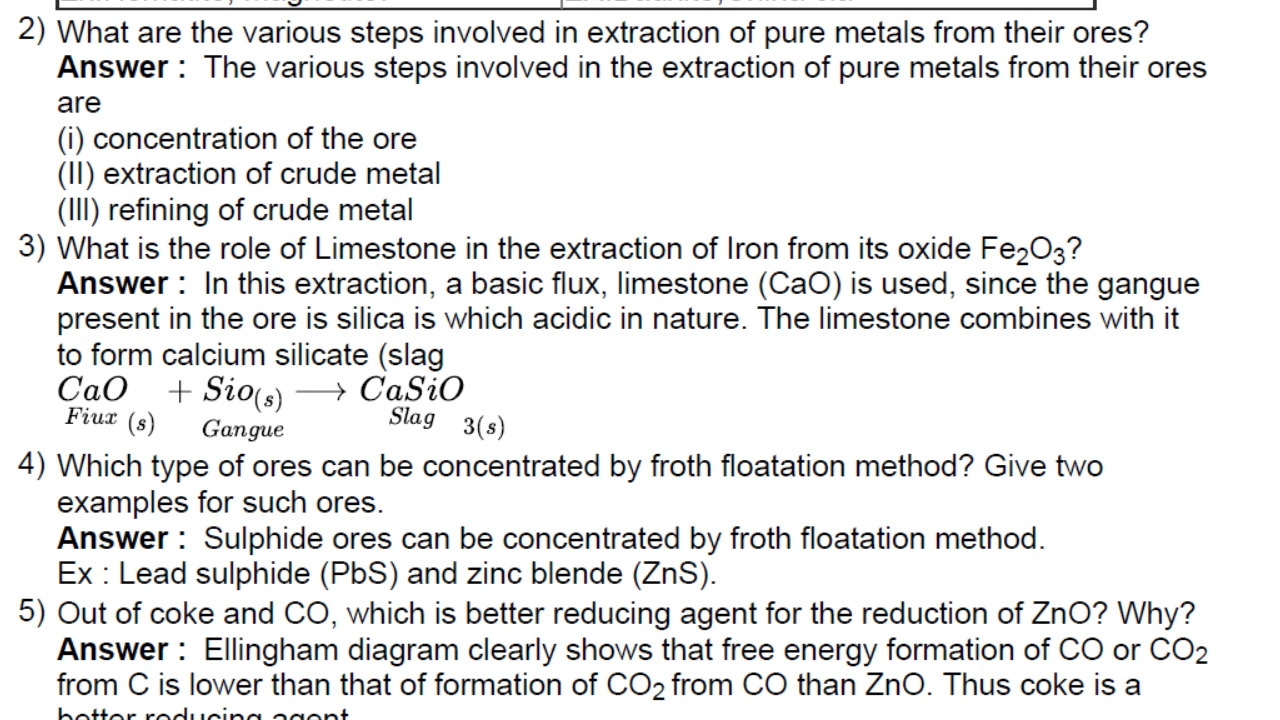 2) What are the various steps involved in extraction of pure metals from their ores?
Answer : The various steps involved in the extraction of pure metals from their ores
are
(i) concentration of the ore
(II) extraction of crude metal
(III) refining of crude metal
3) What is the role of Limestone in the extraction of Iron from its oxide Fe₂O₃?
Answer : In this extraction, a basic flux, limestone (CaO) is used, since the gangue
present in the ore is silica is which acidic in nature. The limestone combines with it
to form calcium silicate (slag
CaO + Sio(s) ⟶ CaSiO
Fiux (s) Gangue Slag 3(s)
4) Which type of ores can be concentrated by froth floatation method? Give two
examples for such ores.
Answer : Sulphide ores can be concentrated by froth floatation method.
Ex : Lead sulphide (PbS) and zinc blende (ZnS).
5) Out of coke and CO, which is better reducing agent for the reduction of ZnO? Why?
Answer : Ellingham diagram clearly shows that free energy formation of CO or CO₂
from C is lower than that of formation of CO₂ from CO than ZnO. Thus coke is a
better reducing agent